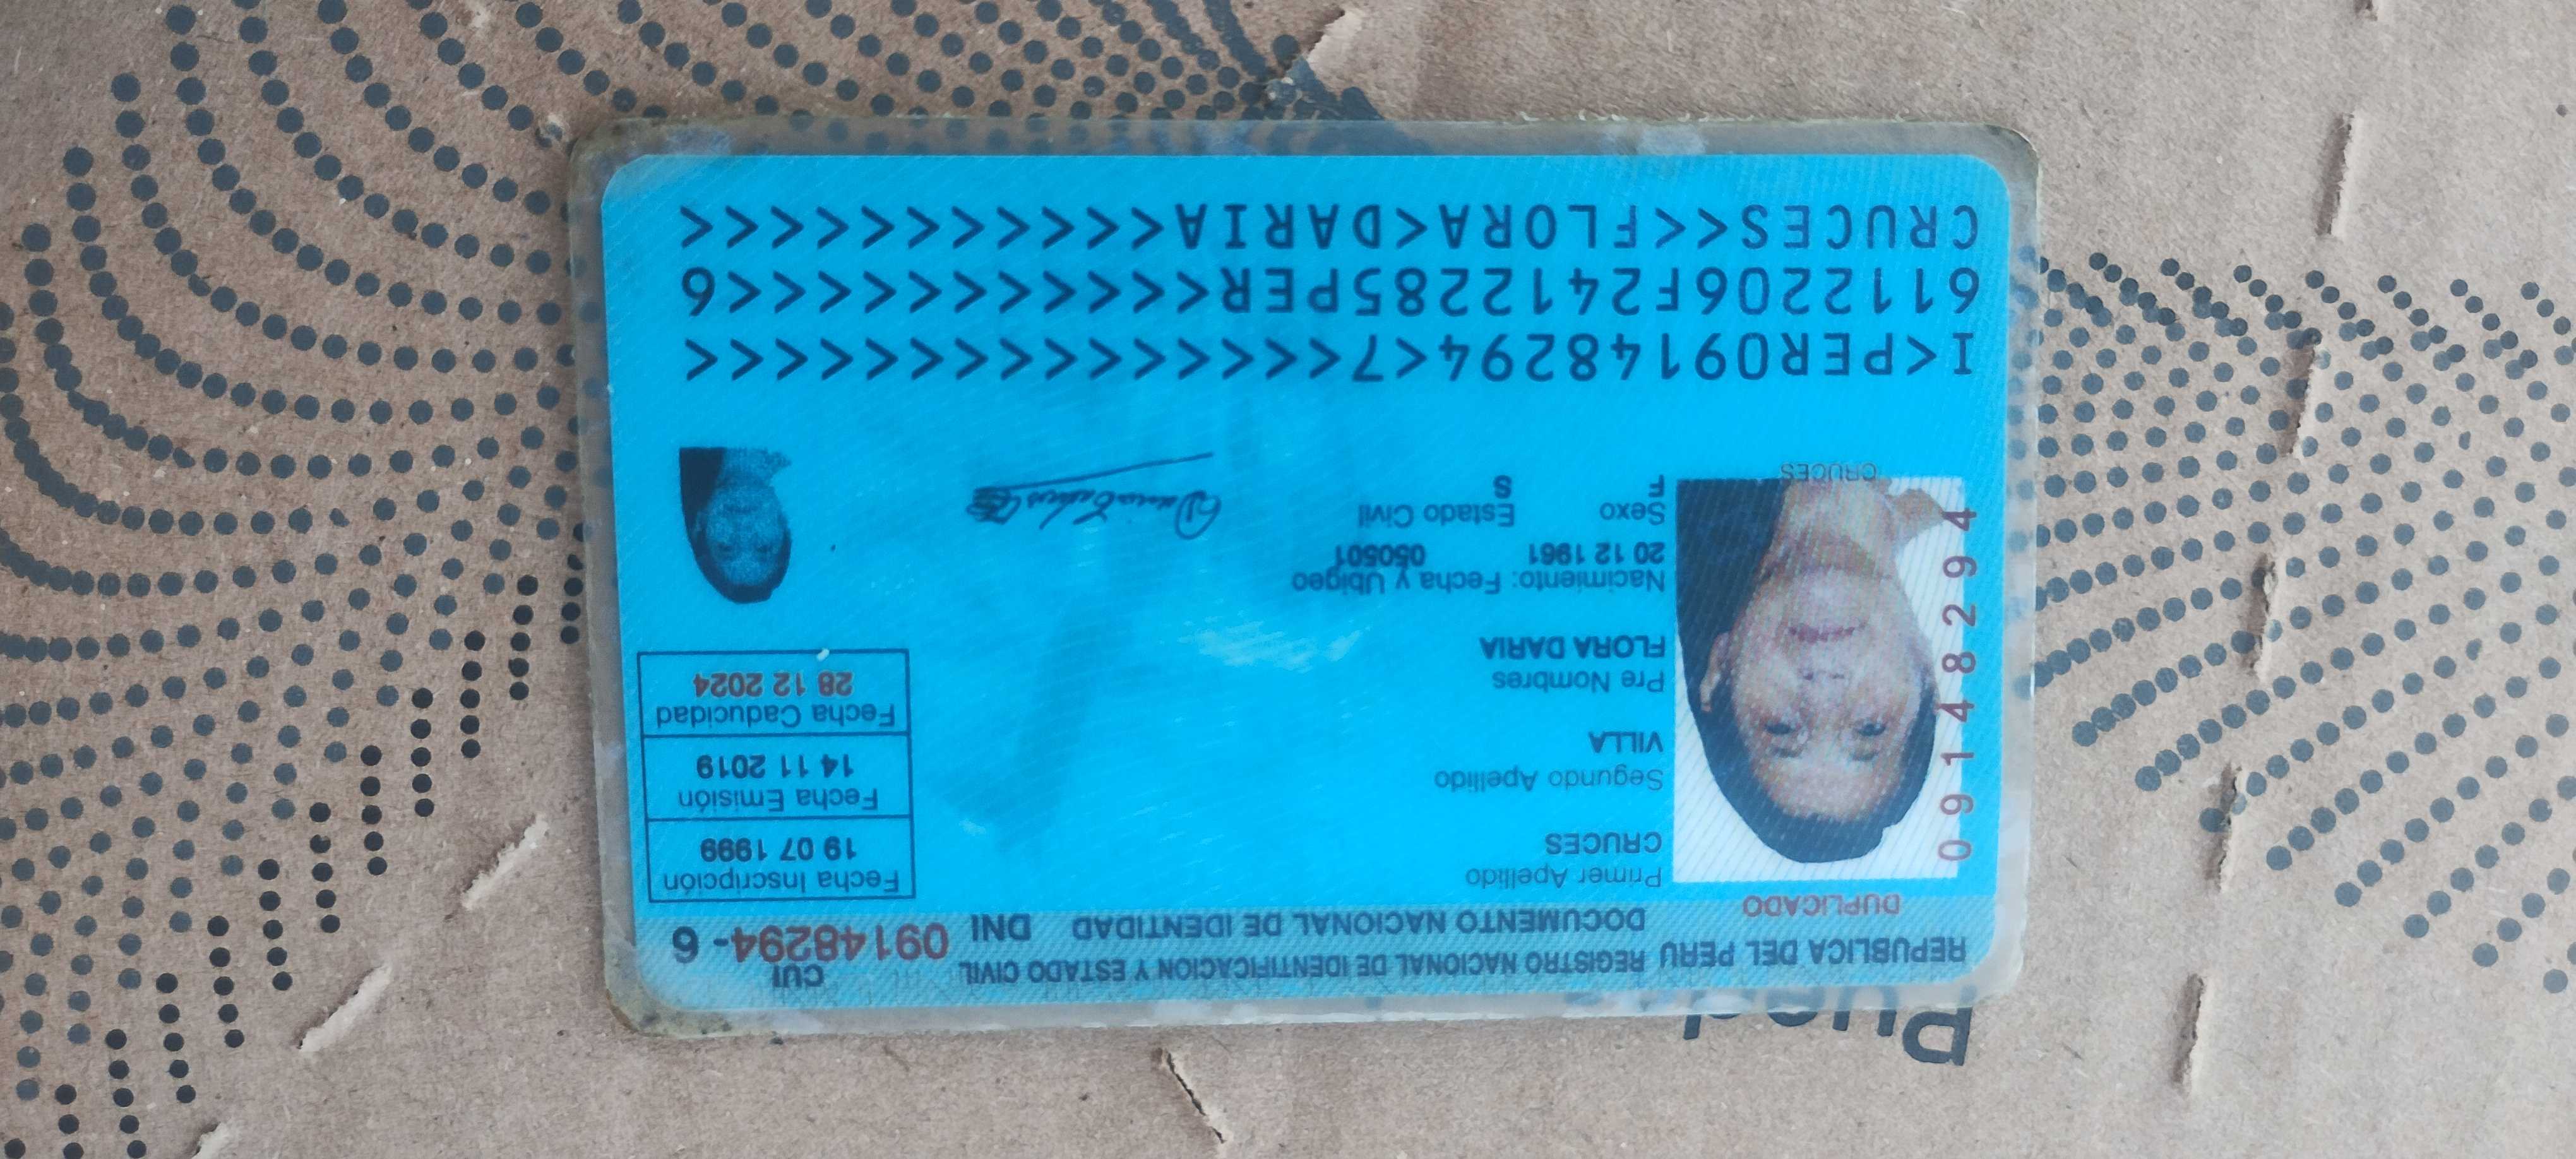 REPUBLICA DEL PERU REGISTRO NACIONAL DE IDENTIFICACION Y ESTADO CIVIL
CUI
DUPLICADO
DOCUMENTO NACIONAL DE IDENTIDAD DNI 09148294 - 6
Primer Apellido
CRUCES
Segundo Apellido
VILLA
Pre Nombres
FLORA DARIA
Nacimiento: Fecha y Ubigeo
20 12 1961 050501
Sexo Estado Civil
F S
Fecha Inscripción
19 07 1999
Fecha Emisión
14 11 2019
Fecha Caducidad
28 12 2024
09148294
CRUCES
I<PER09148294<7<<<<<<<<<<<<<<<
6112206F2412285PER<<<<<<<<<<<6
CRUCES<<FLORA<DARIA<<<<<<<<<<<